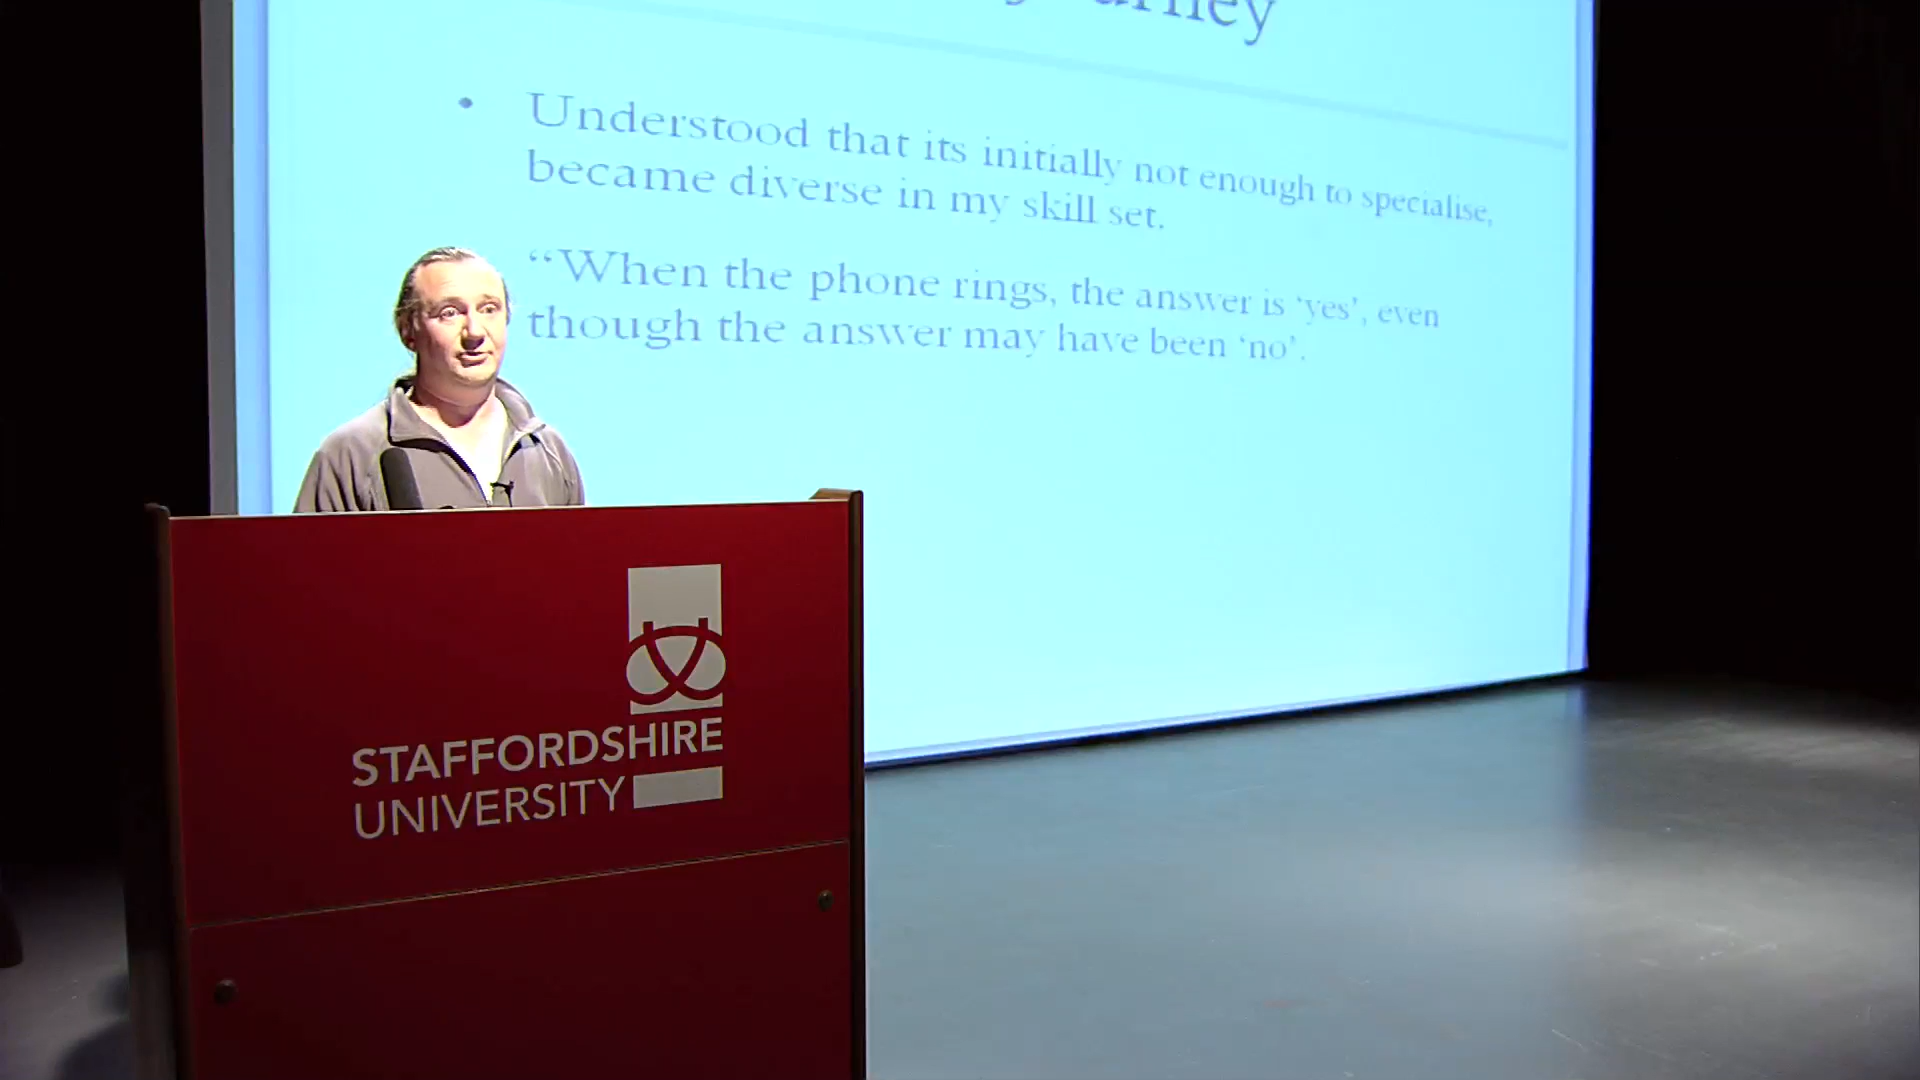 Understood that its initially not enough to specialise,
became diverse in my skill set.
“When the phone rings, the answer is ‘yes’, even
though the answer may have been ‘no’.
STAFFORDSHIRE
UNIVERSITY